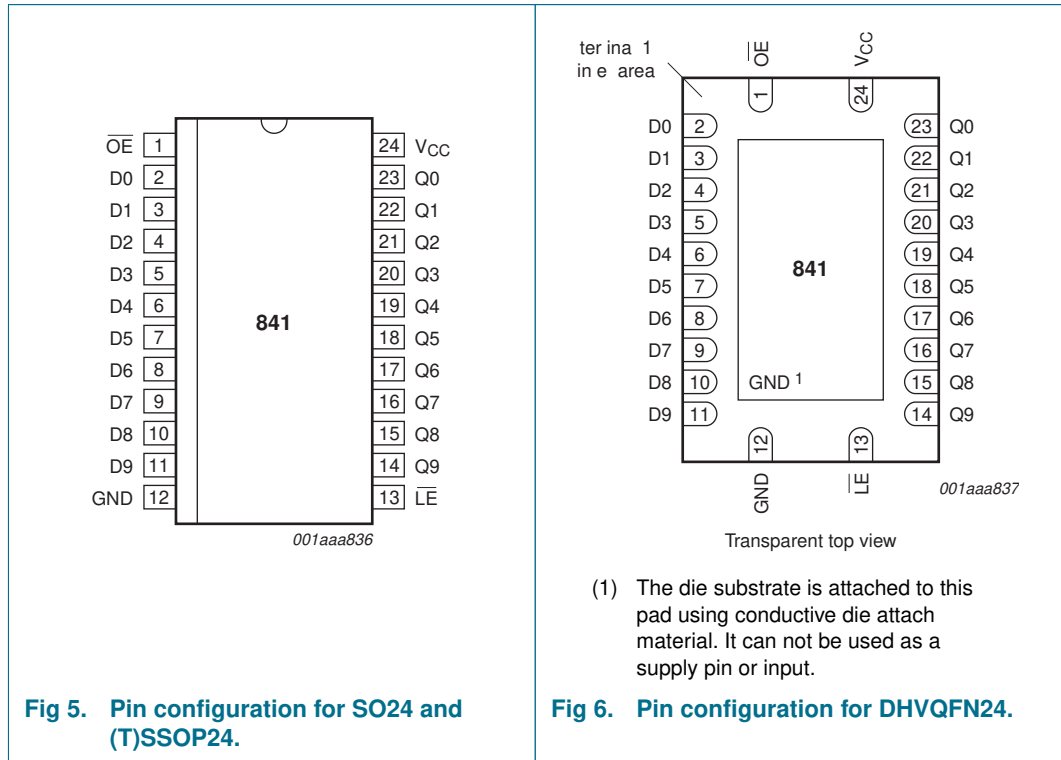 O̅E̅ 1
D0 2
D1 3
D2 4
D3 5
D4 6
D5 7
D6 8
D7 9
D8 10
D9 11
GND 12
841
24 VCC
23 Q0
22 Q1
21 Q2
20 Q3
19 Q4
18 Q5
17 Q6
16 Q7
15 Q8
14 Q9
13 L̅E̅
001aaa836
Fig 5. Pin configuration for SO24 and
(T)SSOP24.
ter ina 1
in e area
O̅E̅
VCC
1
24
D0 2
D1 3
D2 4
D3 5
D4 6
D5 7
D6 8
D7 9
D8 10
D9 11
841
GND 1
23 Q0
22 Q1
21 Q2
20 Q3
19 Q4
18 Q5
17 Q6
16 Q7
15 Q8
14 Q9
12
13
GND
L̅E̅
001aaa837
Transparent top view
(1) The die substrate is attached to this
pad using conductive die attach
material. It can not be used as a
supply pin or input.
Fig 6. Pin configuration for DHVQFN24.